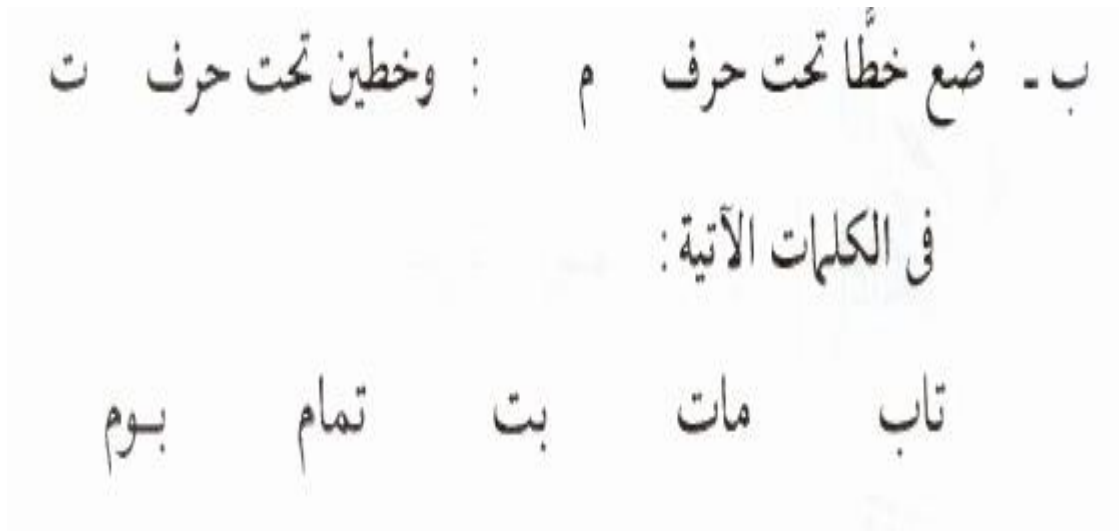 ب - ضع خطًّا تحت حرف م : وخطين تحت حرف ت
فى الكلمات الآتية :
تاب مات بت تمام بـوم